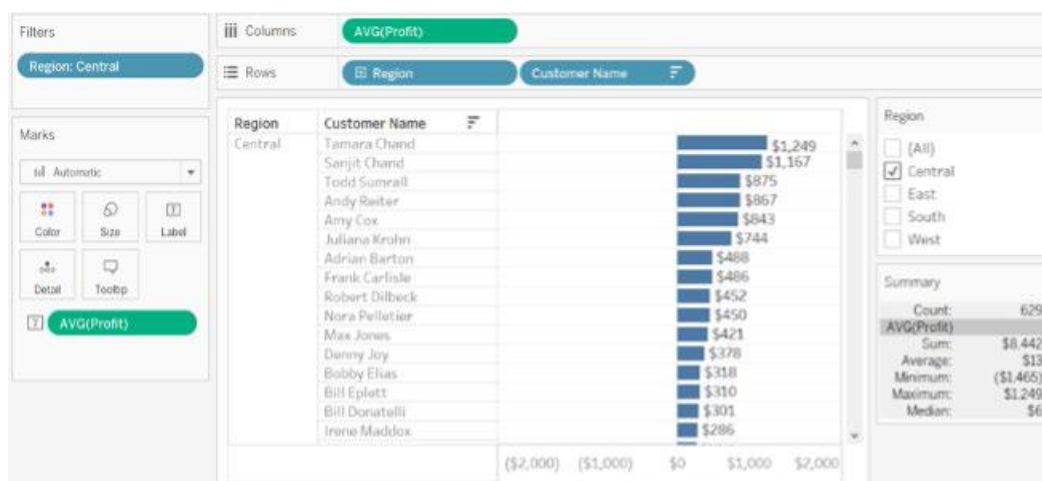 Filters
Region: Central
Marks
Automatic
Color
Size
Label
Detail
Tooltip
AVG(Profit)
Columns
AVG(Profit)
Rows
Region
Customer Name
Region
Customer Name
Central
Tamara Chand
$1,249
Sanjit Chand
$1,167
Todd Sumrall
$875
Andy Reiter
$867
Amy Cox
$843
Juliana Krohn
$744
Adrian Barton
$488
Frank Carlisle
$486
Robert Dilbeck
$452
Nora Pelletier
$450
Max Jones
$421
Denny Joy
$378
Bobby Elias
$318
Bill Eplett
$310
Bill Donatelli
$301
Irene Maddox
$286
($2,000) ($1,000) $0 $1,000 $2,000
Region
(All)
Central
East
South
West
Summary
Count: 629
AVG(Profit)
Sum: $8,442
Average: $13
Minimum: ($1,465)
Maximum: $1,249
Median: $6